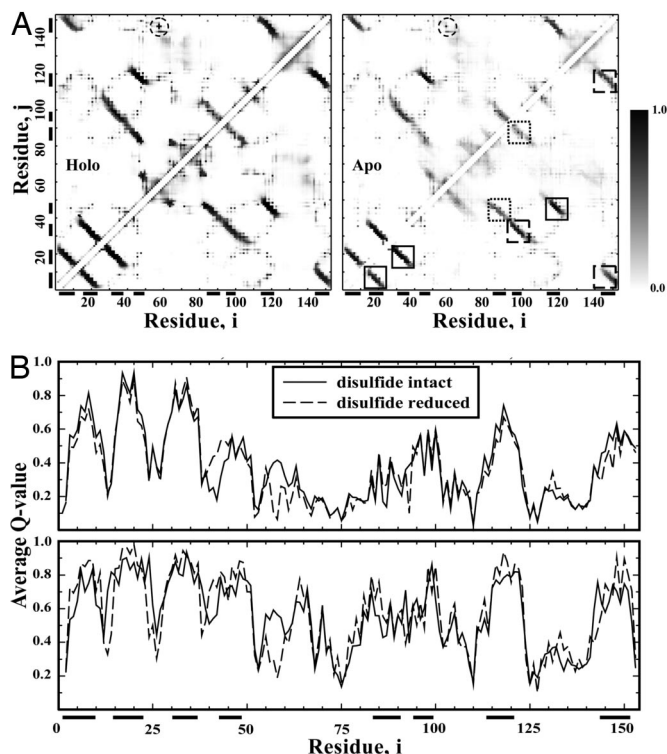 A
Holo
Apo
Residue, j
140
120
100
80
60
40
20
20 40 60 80 100 120 140
20 40 60 80 100 120 140
Residue, i
Residue, i
1.0
0.0
B
disulfide intact
disulfide reduced
Average Q-value
1.0
0.8
0.6
0.4
0.2
0.8
0.6
0.4
0.2
0 25 50 75 100 125 150
Residue, i